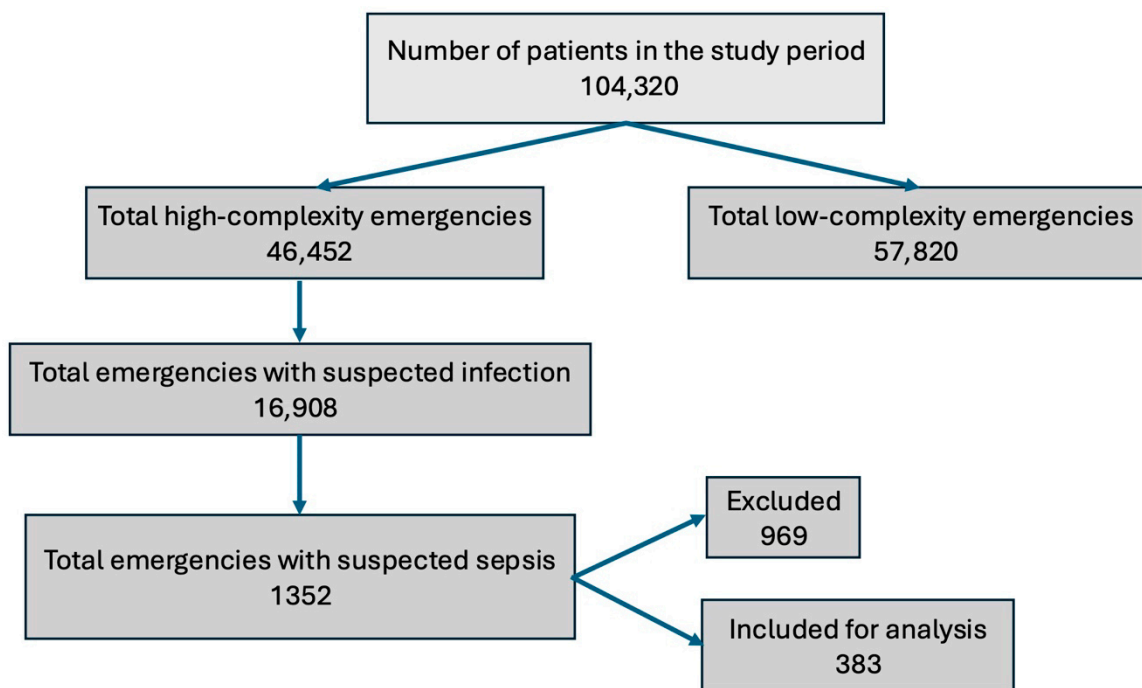 Number of patients in the study period
104,320
Total high-complexity emergencies
46,452
Total low-complexity emergencies
57,820
Total emergencies with suspected infection
16,908
Total emergencies with suspected sepsis
1352
Excluded
969
Included for analysis
383